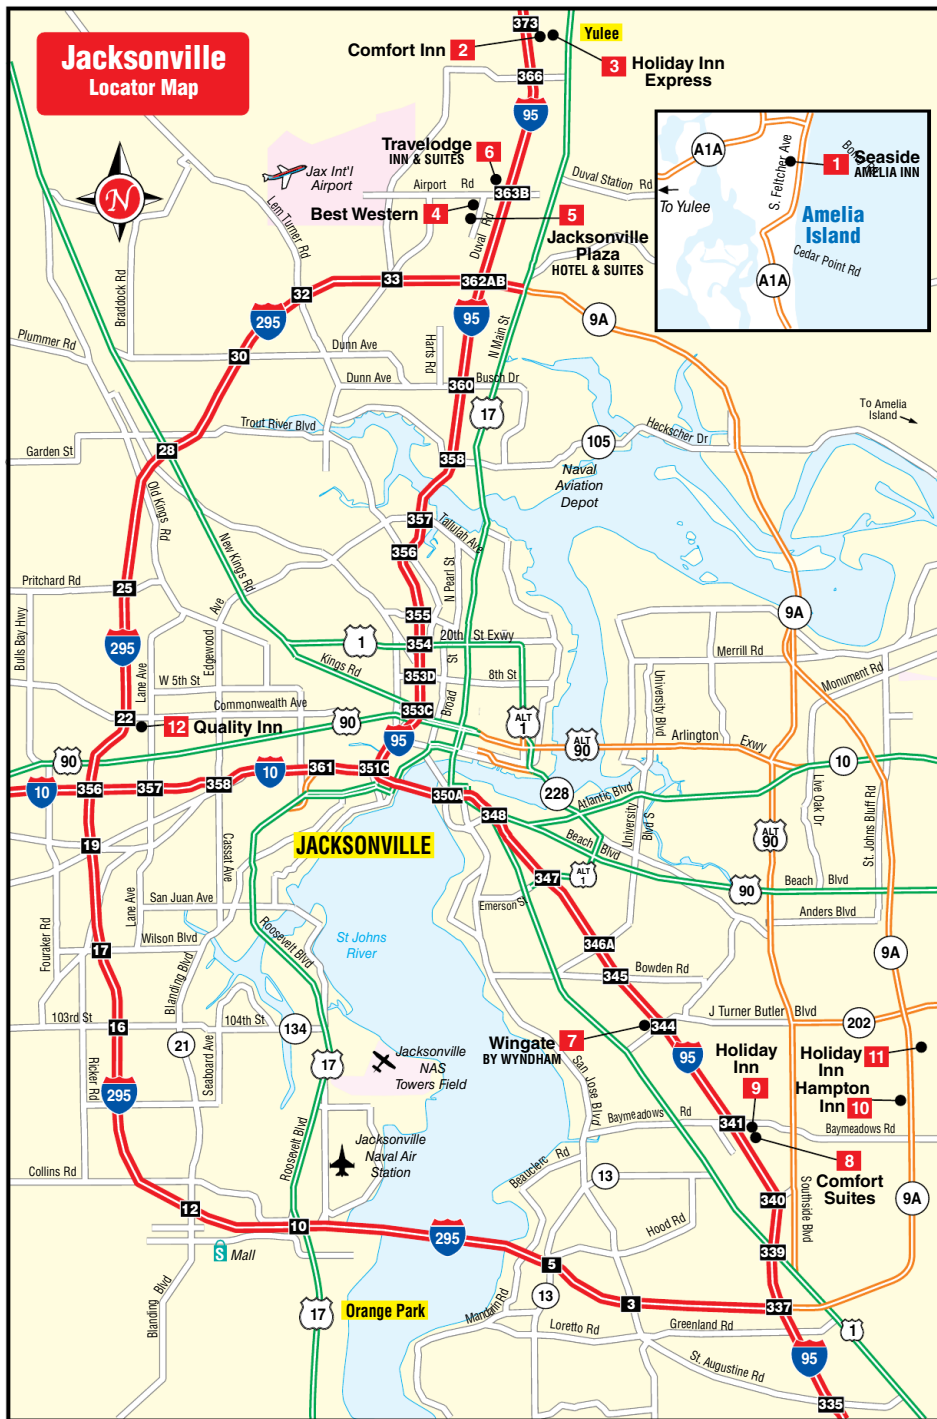 Jacksonville
Locator Map
373
Yulee
Comfort Inn 2
3 Holiday Inn
Express
366
95
Travelodge
INN & SUITES
6
Jax Int'l
Airport
Airport Rd
363B
Duval Station Rd
Best Western 4
5
Jacksonville
Plaza
HOTEL & SUITES
Duval Rd
Lem Turner Rd
N
Braddock Rd
A1A
S. Feltcher Ave
1 Seaside
AMELIA INN
To Yulee
Amelia
Island
Cedar Point Rd
A1A
33
362AB
32
295
95
9A
N Main St
Plummer Rd
30
Dunn Ave
Harts Rd
Dunn Ave
360
Busch Dr
17
To Amelia
Island
Trout River Blvd
Heckscher Dr
105
Garden St
28
358
Naval
Aviation
Depot
Old Kings Rd
357
Tallulah Ave
356
New Kings Rd
N Pearl St
Pritchard Rd
25
Bulls Bay Hwy
355
9A
295
Edgewood Ave
1
354
20th St Exwy
Merrill Rd
Kings Rd
353D
St
8th St
Monument Rd
Lane Ave
W 5th St
University Blvd
Commonwealth Ave
353C
Broad
22
12 Quality Inn
90
ALT
1
95
ALT
90
Arlington Exwy
90
10
10
361
351C
10
356
357
358
350A
228
Atlantic Blvd
Live Oak Dr
St. Johns Bluff Rd
348
University
S
Blvd
19
JACKSONVILLE
Beach Blvd
ALT
90
Cassat Ave
347
ALT
1
90
Beach Blvd
Lane Ave
San Juan Ave
Emerson St
Anders Blvd
Fouraker Rd
Wilson Blvd
Roosevelt Blvd
St Johns
River
346A
17
9A
Blanding Blvd
345
Bowden Rd
103rd St
16
104th St
134
J Turner Butler Blvd
202
21
Wingate
BY WYNDHAM
7
344
17
Jacksonville
NAS
Towers Field
95
Holiday
Inn
9
Holiday
Inn
11
Seaboard Ave
Ricker Rd
San Jose Blvd
Hampton
Inn 10
295
Baymeadows Rd
341
Baymeadows Rd
Roosevelt Blvd
Jacksonville
Naval Air
Station
8
Comfort
Suites
Collins Rd
Beauclerc Rd
13
340
Southside Blvd
9A
12
10
Hood Rd
295
339
S Mall
5
Blanding Blvd
13
3
337
17
Orange Park
Mandarin Rd
Loretto Rd
Greenland Rd
1
95
St. Augustine Rd
335